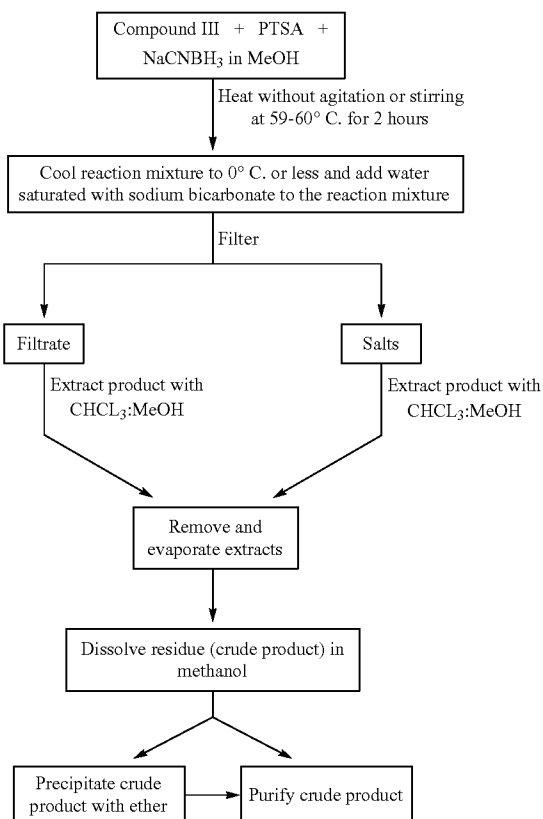 Compound III + PTSA +
NaCNBH3 in MeOH
Heat without agitation or stirring
at 59-60° C. for 2 hours
Cool reaction mixture to 0° C. or less and add water
saturated with sodium bicarbonate to the reaction mixture
Filter
Filtrate
Salts
Extract product with
CHCL3:MeOH
Extract product with
CHCL3:MeOH
Remove and
evaporate extracts
Dissolve residue (crude product) in
methanol
Precipitate crude
product with ether
Purify crude product